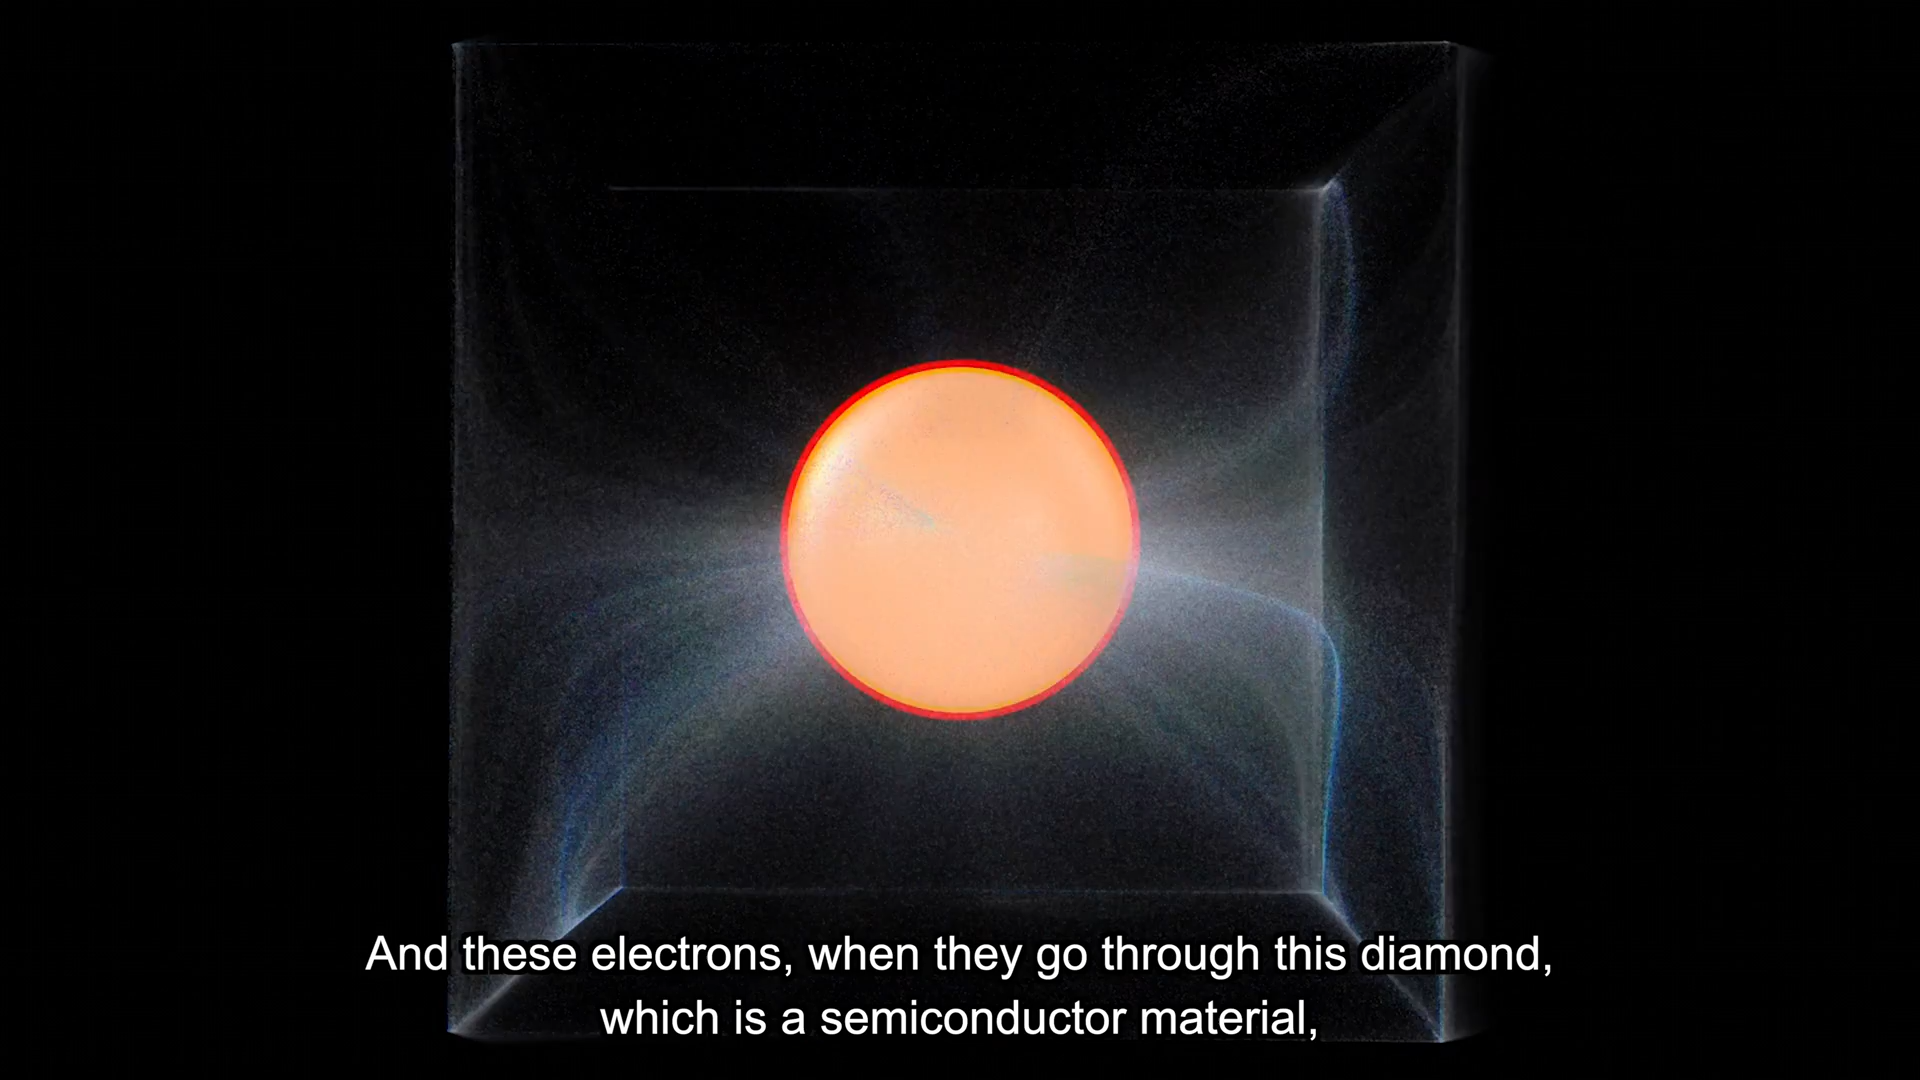 And these electrons, when they go through this diamond,
which is a semiconductor material,